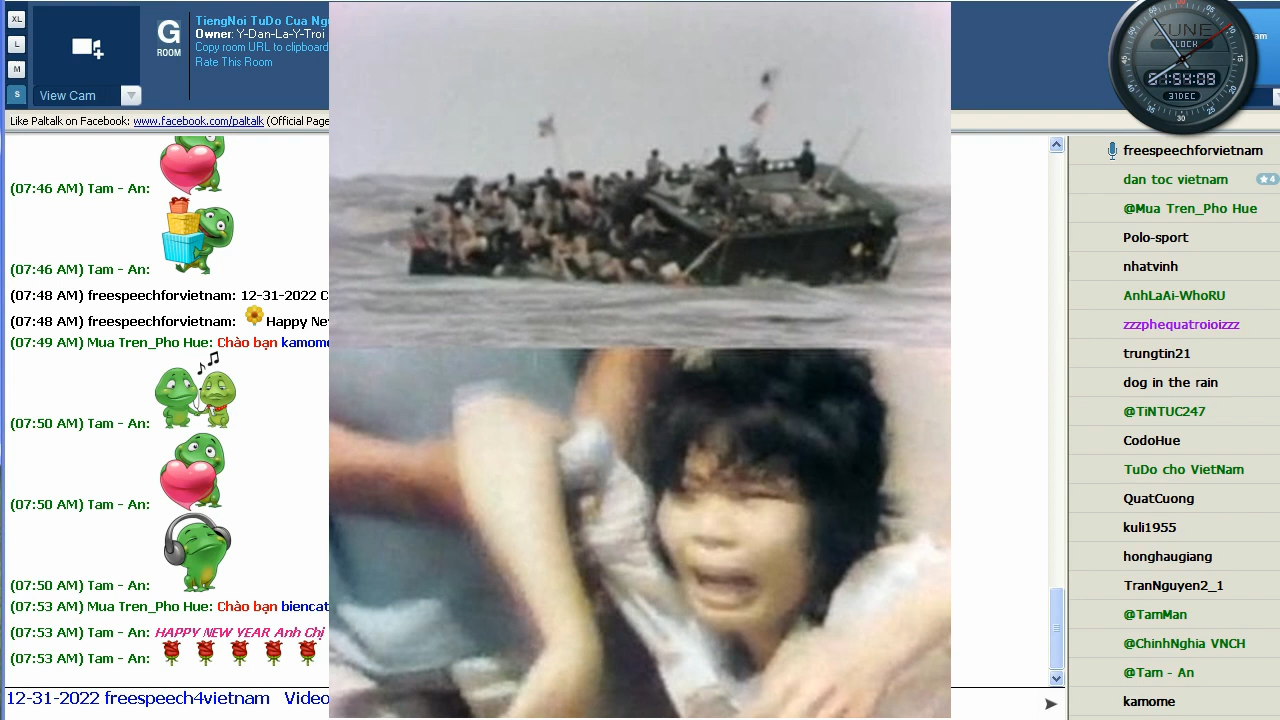 XL
L
M
S
View Cam
G
ROOM
TiengNoi TuDo Cua Ng
Owner: Y-Dan-La-Y-Troi
Copy room URL to clipboard
Rate This Room
ZUNE
CLOCK
31DEC
am
Like Paltalk on Facebook: www.facebook.com/paltalk (Official Page
(07:46 AM) Tam - An:
(07:46 AM) Tam - An:
(07:48 AM) freespeechforvietnam: 12-31-2022 C
(07:48 AM) freespeechforvietnam: Happy Ne
(07:49 AM) Mua Tren_Pho Hue: Chào bạn kamome
(07:50 AM) Tam - An:
(07:50 AM) Tam - An:
(07:50 AM) Tam - An:
(07:53 AM) Mua Tren_Pho Hue: Chào bạn biencat
(07:53 AM) Tam - An: HAPPY NEW YEAR Anh Chị
(07:53 AM) Tam - An:
12-31-2022 freespeech4vietnam Video
freespeechforvietnam
dan toc vietnam
4
@Mua Tren_Pho Hue
Polo-sport
nhatvinh
AnhLaAi-WhoRU
zzzphequatroioizzz
trungtin21
dog in the rain
@TiNTUC247
CodoHue
TuDo cho VietNam
QuatCuong
kuli1955
honghaugiang
TranNguyen2_1
@TamMan
@ChinhNghia VNCH
@Tam - An
kamome